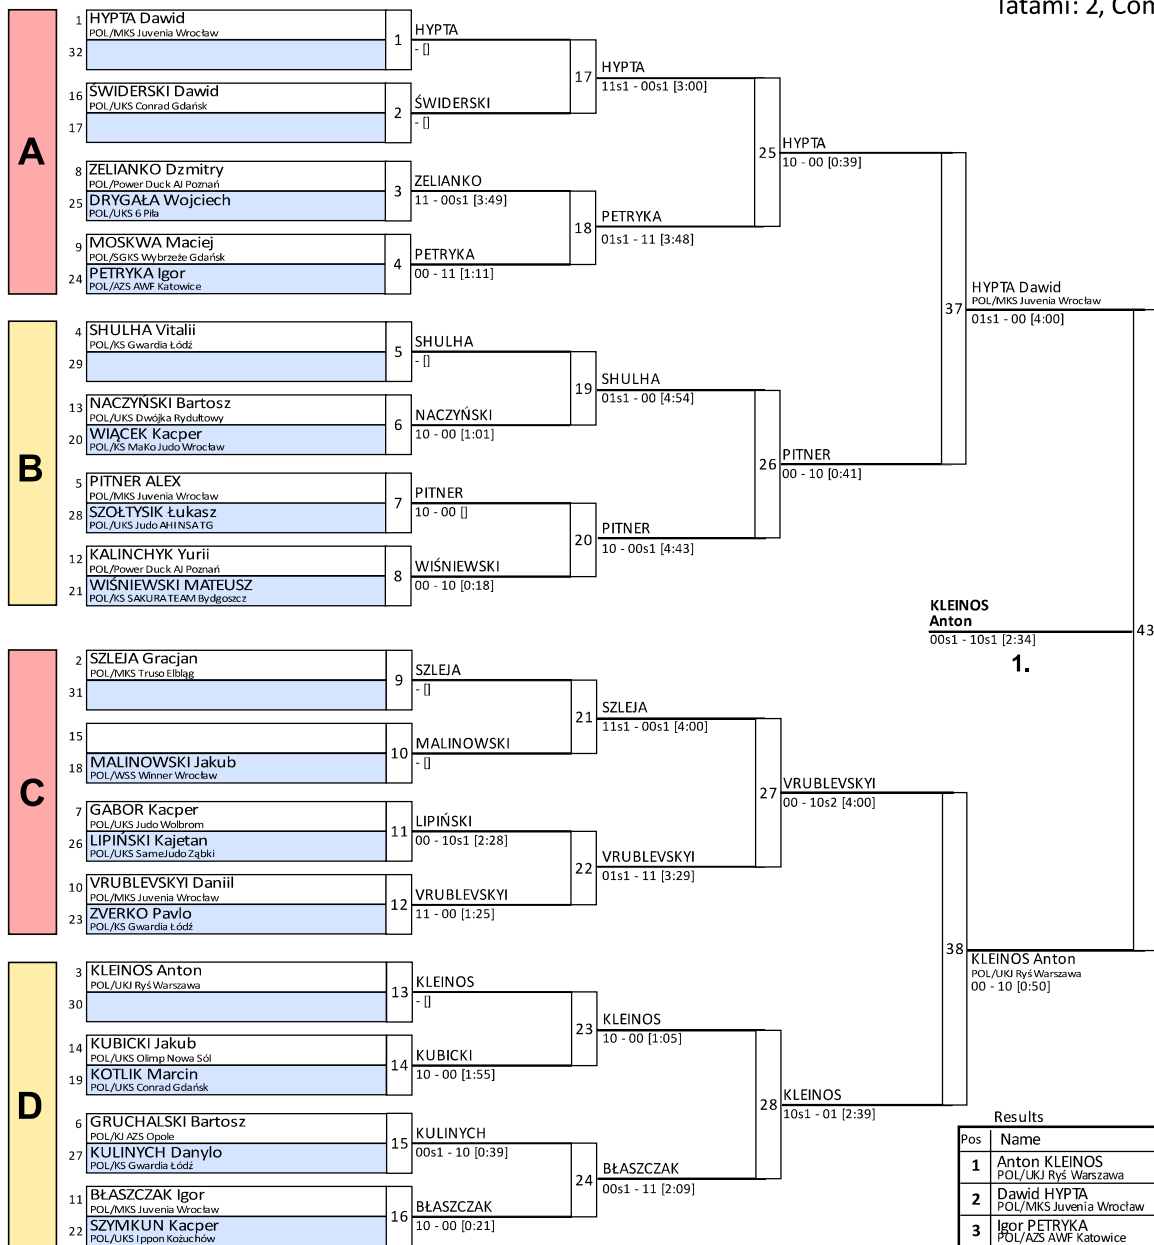 Tatami: 2, Con
A
1 HYPTA Dawid
POL/MKS Juvenia Wrocław
32
1
HYPTA
- []
16 ŚWIDERSKI Dawid
POL/UKS Conrad Gdańsk
17
2
ŚWIDERSKI
- []
17
HYPTA
11s1 - 00s1 [3:00]
8 ZELIANKO Dzmitry
POL/Power Duck AJ Poznań
25 DRYGAŁA Wojciech
POL/UKS 6 Piła
3
ZELIANKO
11 - 00s1 [3:49]
9 MOSKWA Maciej
POL/SGKS Wybrzeże Gdańsk
24 PETRYKA Igor
POL/AZS AWF Katowice
4
PETRYKA
00 - 11 [1:11]
18
PETRYKA
01s1 - 11 [3:48]
25
HYPTA
10 - 00 [0:39]
B
4 SHULHA Vitalii
POL/KS Gwardia Łódź
29
5
SHULHA
- []
13 NACZYŃSKI Bartosz
POL/UKS Dwójka Rydułtowy
20 WIĄCEK Kacper
POL/KS MaKo Judo Wrocław
6
NACZYŃSKI
10 - 00 [1:01]
19
SHULHA
01s1 - 00 [4:54]
5 PITNER ALEX
POL/MKS Juvenia Wrocław
28 SZOŁTYSIK Łukasz
POL/UKS Judo AHINSA TG
7
PITNER
10 - 00 []
12 KALINCHYK Yurii
POL/Power Duck AJ Poznań
21 WIŚNIEWSKI MATEUSZ
POL/KS SAKURA TEAM Bydgoszcz
8
WIŚNIEWSKI
00 - 10 [0:18]
20
PITNER
10 - 00s1 [4:43]
26
PITNER
00 - 10 [0:41]
37
HYPTA Dawid
POL/MKS Juvenia Wrocław
01s1 - 00 [4:00]
KLEINOS
Anton
00s1 - 10s1 [2:34]
1.
43
C
2 SZLEJA Gracjan
POL/MKS Truso Elbląg
31
9
SZLEJA
- []
15
18 MALINOWSKI Jakub
POL/WSS Winner Wrocław
10
MALINOWSKI
- []
21
SZLEJA
11s1 - 00s1 [4:00]
7 GABOR Kacper
POL/UKS Judo Wolbrom
26 LIPIŃSKI Kajetan
POL/UKS SameJudo Ząbki
11
LIPIŃSKI
00 - 10s1 [2:28]
10 VRUBLEVSKYI Daniil
POL/MKS Juvenia Wrocław
23 ZVERKO Pavlo
POL/KS Gwardia Łódź
12
VRUBLEVSKYI
11 - 00 [1:25]
22
VRUBLEVSKYI
01s1 - 11 [3:29]
27
VRUBLEVSKYI
00 - 10s2 [4:00]
D
3 KLEINOS Anton
POL/UKJ Ryś Warszawa
30
13
KLEINOS
- []
14 KUBICKI Jakub
POL/UKS Olimp Nowa Sól
19 KOTLIK Marcin
POL/UKS Conrad Gdańsk
14
KUBICKI
10 - 00 [1:55]
23
KLEINOS
10 - 00 [1:05]
6 GRUCHALSKI Bartosz
POL/KJ AZS Opole
27 KULINYCH Danylo
POL/KS Gwardia Łódź
15
KULINYCH
00s1 - 10 [0:39]
11 BŁASZCZAK Igor
POL/MKS Juvenia Wrocław
22 SZYMKUN Kacper
POL/UKS Ippon Kożuchów
16
BŁASZCZAK
10 - 00 [0:21]
24
BŁASZCZAK
00s1 - 11 [2:09]
28
KLEINOS
10s1 - 01 [2:39]
38
KLEINOS Anton
POL/UKJ Ryś Warszawa
00 - 10 [0:50]
Results
Pos Name
1 Anton KLEINOS
POL/UKJ Ryś Warszawa
2 Dawid HYPTA
POL/MKS Juvenia Wrocław
3 Igor PETRYKA
POL/AZS AWF Katowice